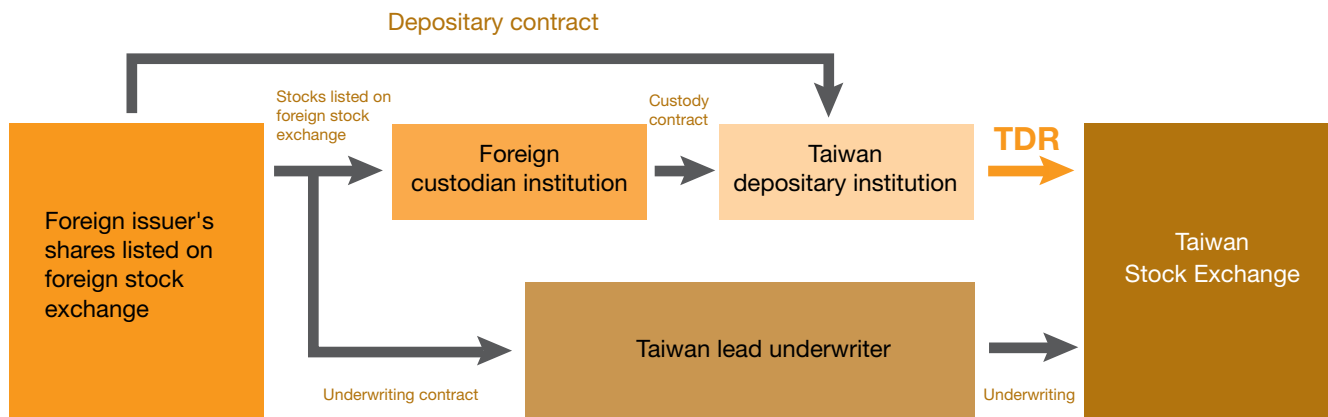 Depositary contract
Stocks listed on
foreign stock
exchange
Custody
contract
TDR
Foreign issuer's
shares listed on
foreign stock
exchange
Foreign
custodian institution
Taiwan
depositary institution
Taiwan
Stock Exchange
Taiwan lead underwriter
Underwriting contract
Underwriting